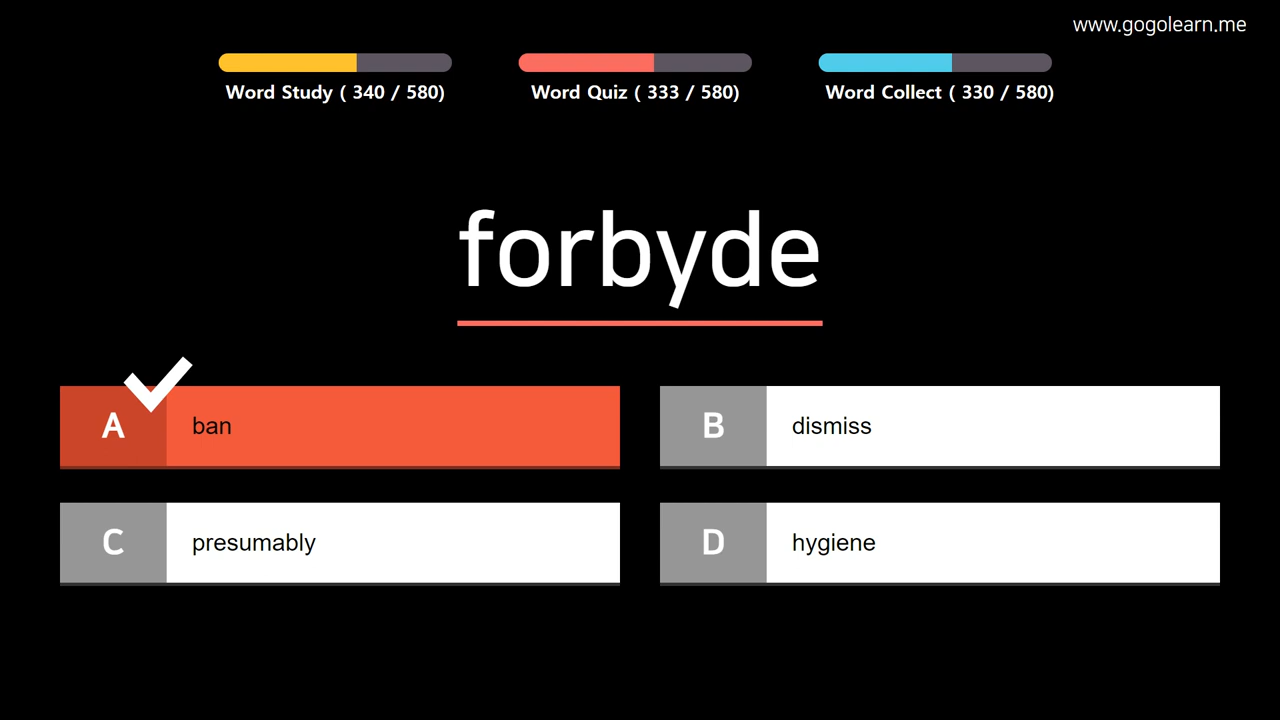 www.gogolearn.me
Word Study ( 340 / 580)
Word Quiz ( 333 / 580)
Word Collect ( 330 / 580)
forbyde
A ban
B dismiss
C presumably
D hygiene